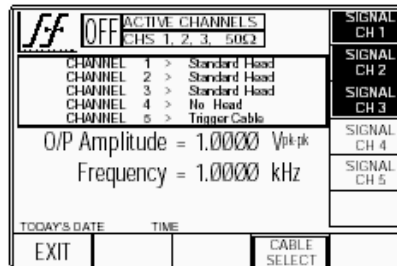 OFF
ACTIVE CHANNELS
CHS 1, 2, 3, 50Ω
CHANNEL 1 > Standard Head
CHANNEL 2 > Standard Head
CHANNEL 3 > Standard Head
CHANNEL 4 > No Head
CHANNEL 5 > Trigger Cable
O/P Amplitude = 1.0000 Vpk-pk
Frequency = 1.0000 kHz
TODAY'S DATE TIME
EXIT
CABLE
SELECT
SIGNAL
CH 1
SIGNAL
CH 2
SIGNAL
CH 3
SIGNAL
CH 4
SIGNAL
CH 5